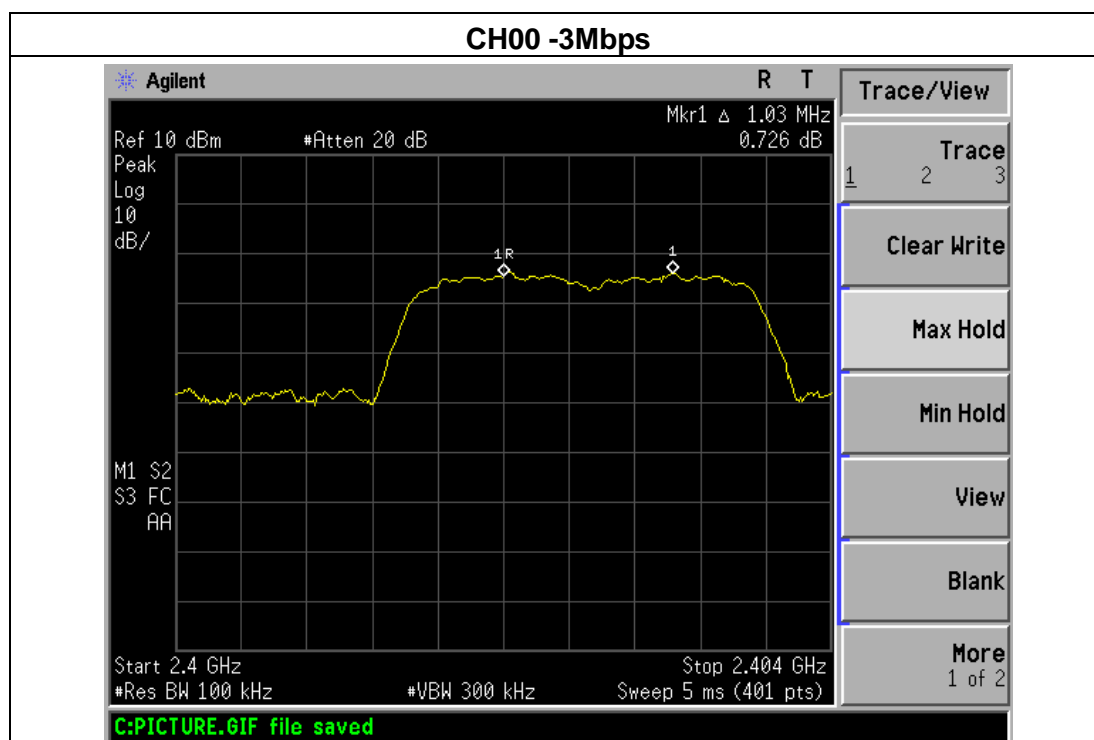 CH00 -3Mbps
Agilent
R T
Trace/View
Mkr1 Δ 1.03 MHz
Ref 10 dBm #Atten 20 dB 0.726 dB
Peak
Log
10
dB/
1R
1
M1 S2
S3 FC
AA
Start 2.4 GHz Stop 2.404 GHz
#Res BW 100 kHz #VBW 300 kHz Sweep 5 ms (401 pts)
C:PICTURE.GIF file saved
Trace
1 2 3
Clear Write
Max Hold
Min Hold
View
Blank
More
1 of 2